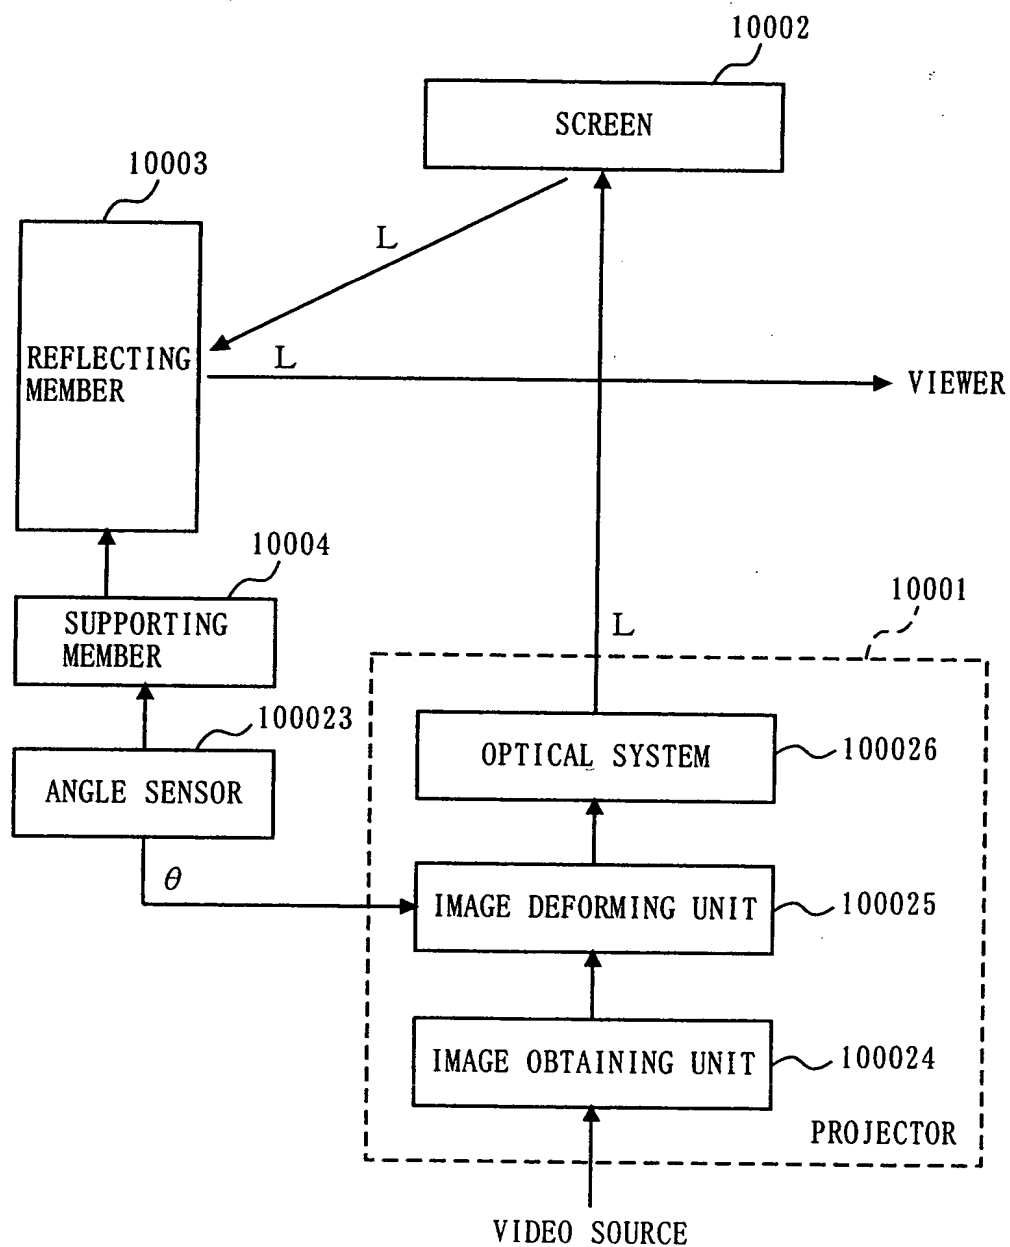 10002
SCREEN
10003
L
REFLECTING
MEMBER
L
VIEWER
10004
SUPPORTING
MEMBER
10001
L
100023
ANGLE SENSOR
OPTICAL SYSTEM
100026
θ
IMAGE DEFORMING UNIT
100025
IMAGE OBTAINING UNIT
100024
PROJECTOR
VIDEO SOURCE